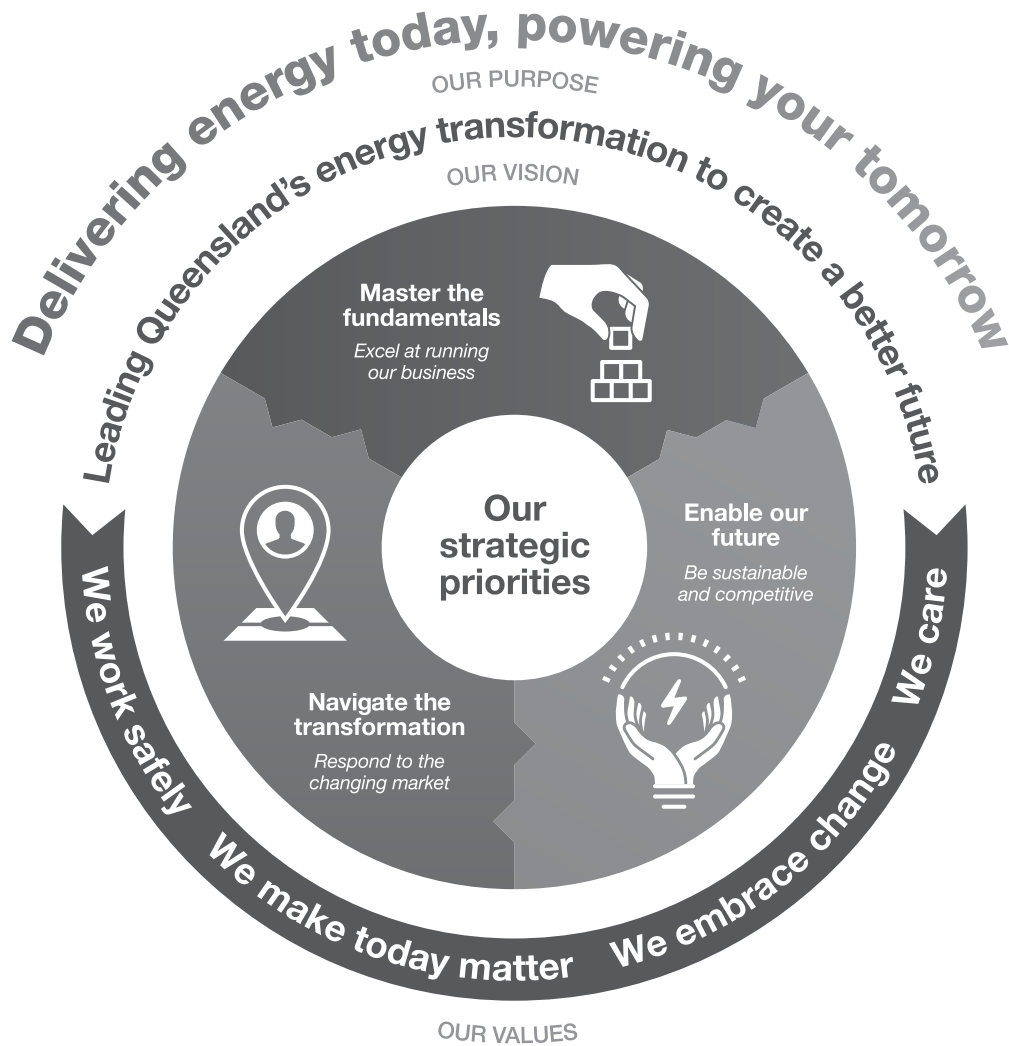 Delivering energy today, powering your tomorrow
OUR PURPOSE
Leading Queensland's energy transformation to create a better future
OUR VISION
Master the
fundamentals
Excel at running
our business
Our
strategic
priorities
Enable our
future
Be sustainable
and competitive
Navigate the
transformation
Respond to the
changing market
We work safely
We make today matter
We embrace change
We care
OUR VALUES